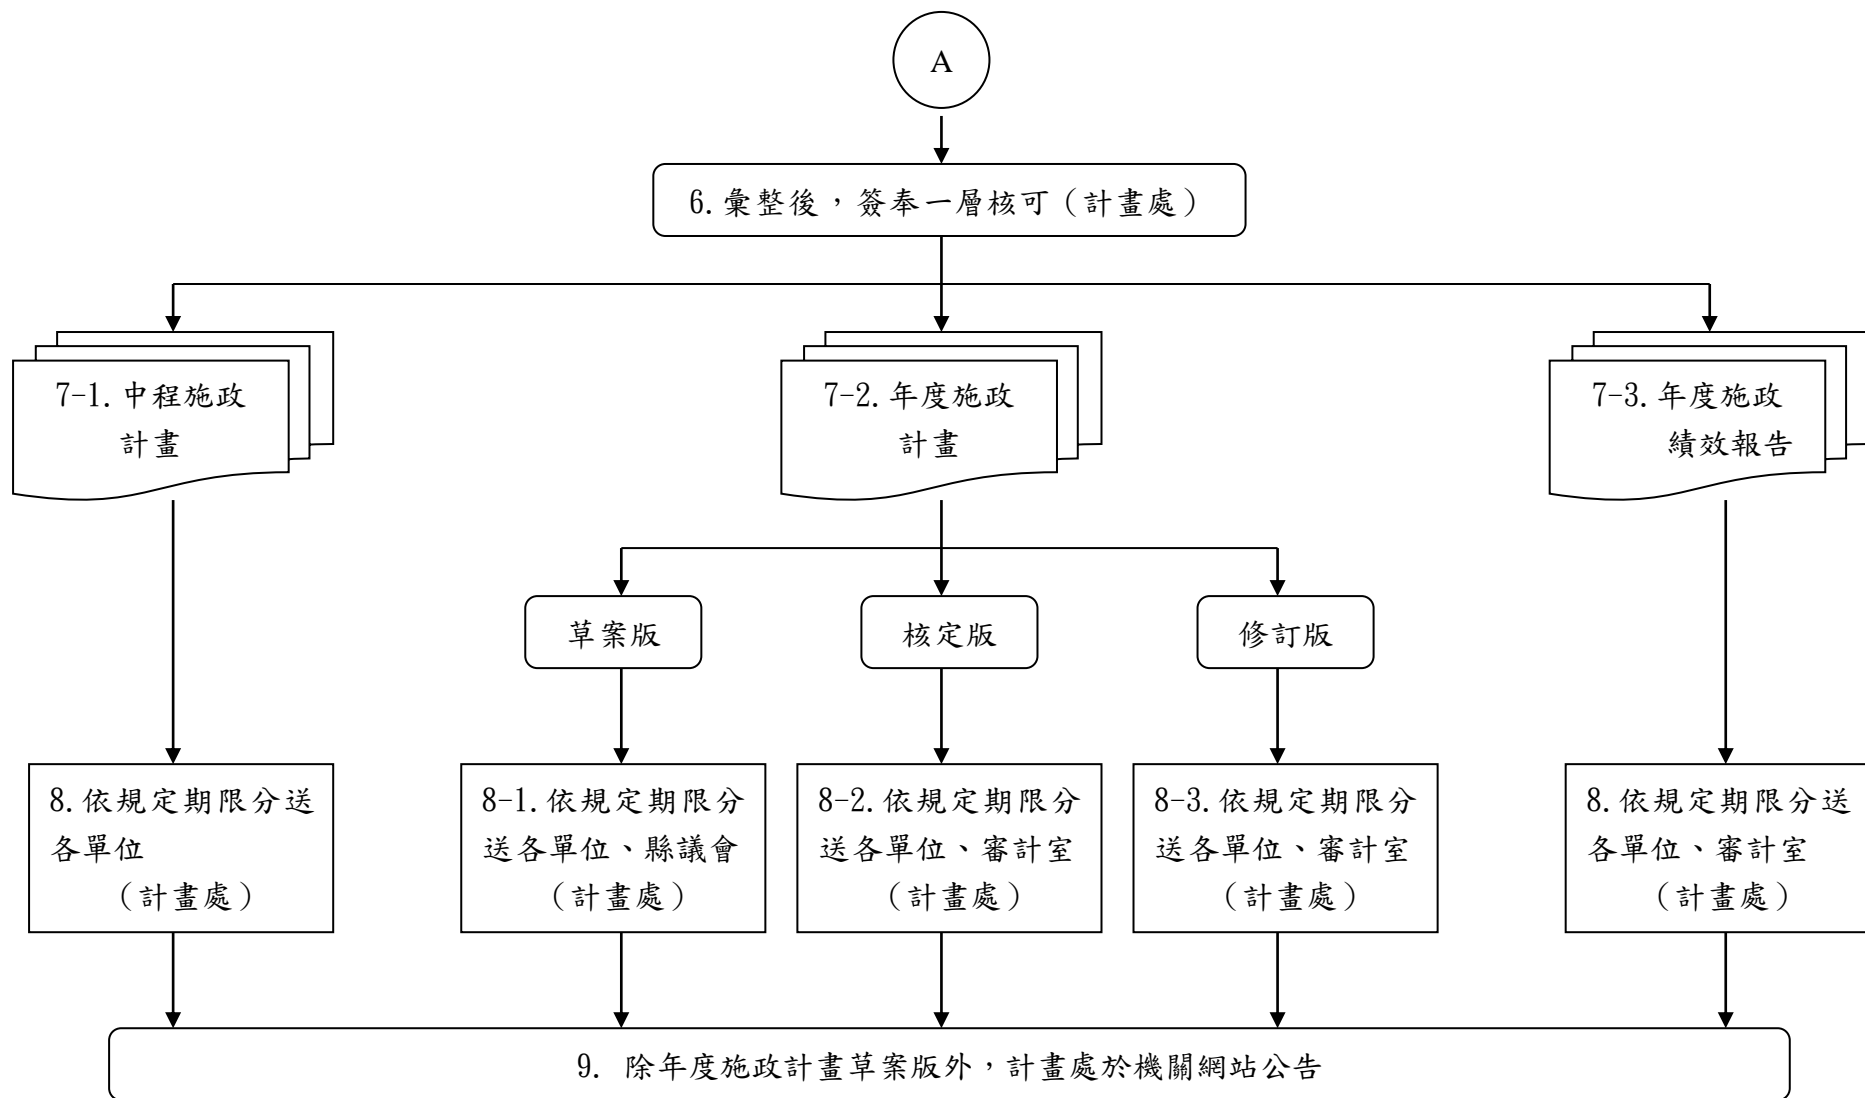 A
6.彙整後，簽奉一層核可（計畫處）
7-1.中程施政
計畫
7-2.年度施政
計畫
7-3.年度施政
績效報告
草案版
核定版
修訂版
8.依規定期限分送
各單位
（計畫處）
8-1.依規定期限分
送各單位、縣議會
（計畫處）
8-2.依規定期限分
送各單位、審計室
（計畫處）
8-3.依規定期限分
送各單位、審計室
（計畫處）
8.依規定期限分送
各單位、審計室
（計畫處）
9. 除年度施政計畫草案版外，計畫處於機關網站公告